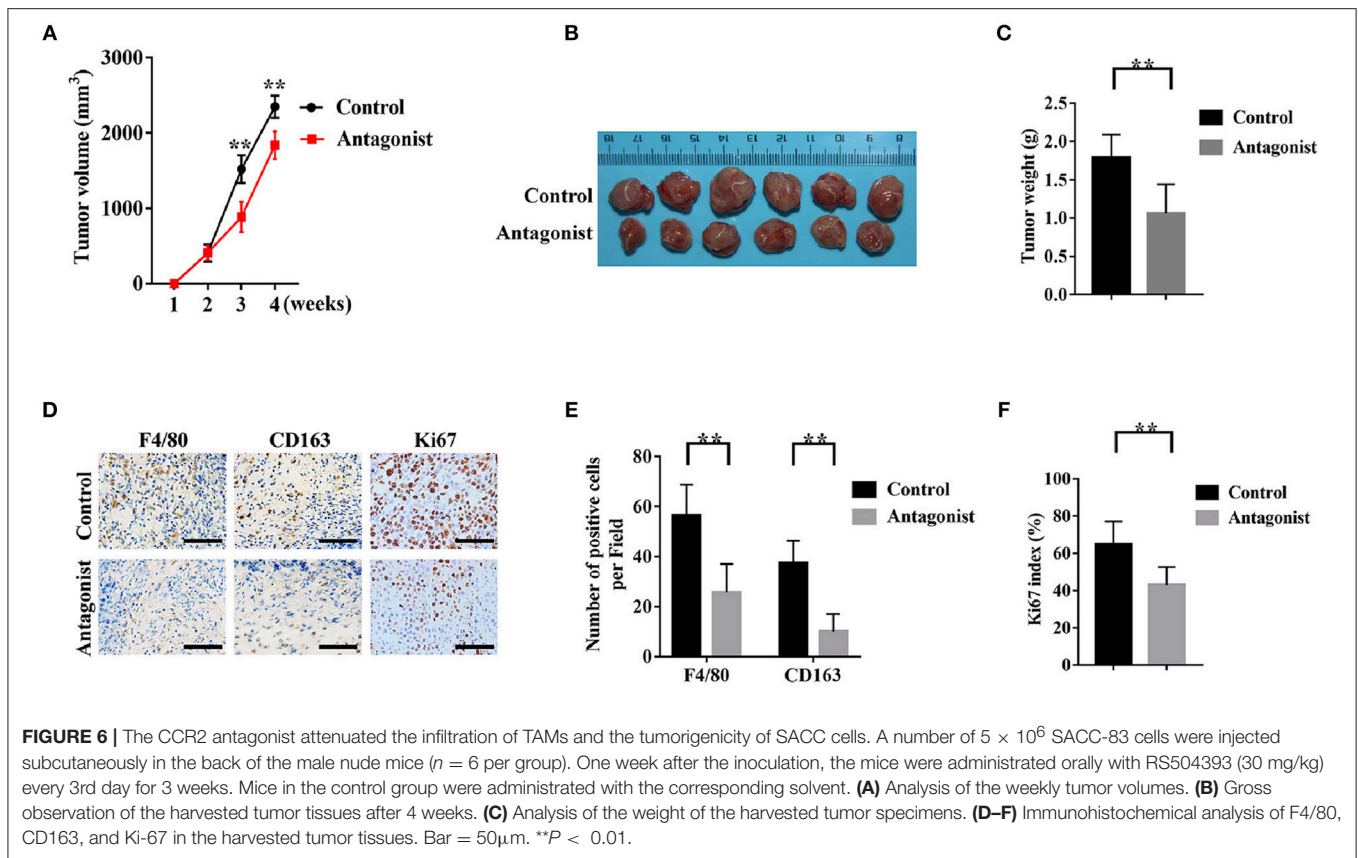 A
Tumor volume (mm³)
3000
2000
1000
0
1 2 3 4 (weeks)
**
**
Control
Antagonist
B
18 17 16 15 14 13 12 11 10 9 8
Control
Antagonist
C
**
Tumor weight (g)
2.5
2.0
1.5
1.0
0.5
0.0
Control
Antagonist
D
F4/80 CD163 Ki67
Control
Antagonist
E
** **
Number of positive cells
per Field
80
60
40
20
0
F4/80 CD163
Control
Antagonist
F
**
Ki67 index (%)
100
80
60
40
20
0
Control
Antagonist
FIGURE 6 | The CCR2 antagonist attenuated the infiltration of TAMs and the tumorigenicity of SACC cells. A number of 5 × 10⁶ SACC-83 cells were injected
subcutaneously in the back of the male nude mice (n = 6 per group). One week after the inoculation, the mice were administrated orally with RS504393 (30 mg/kg)
every 3rd day for 3 weeks. Mice in the control group were administrated with the corresponding solvent. (A) Analysis of the weekly tumor volumes. (B) Gross
observation of the harvested tumor tissues after 4 weeks. (C) Analysis of the weight of the harvested tumor specimens. (D–F) Immunohistochemical analysis of F4/80,
CD163, and Ki-67 in the harvested tumor tissues. Bar = 50μm. **P < 0.01.